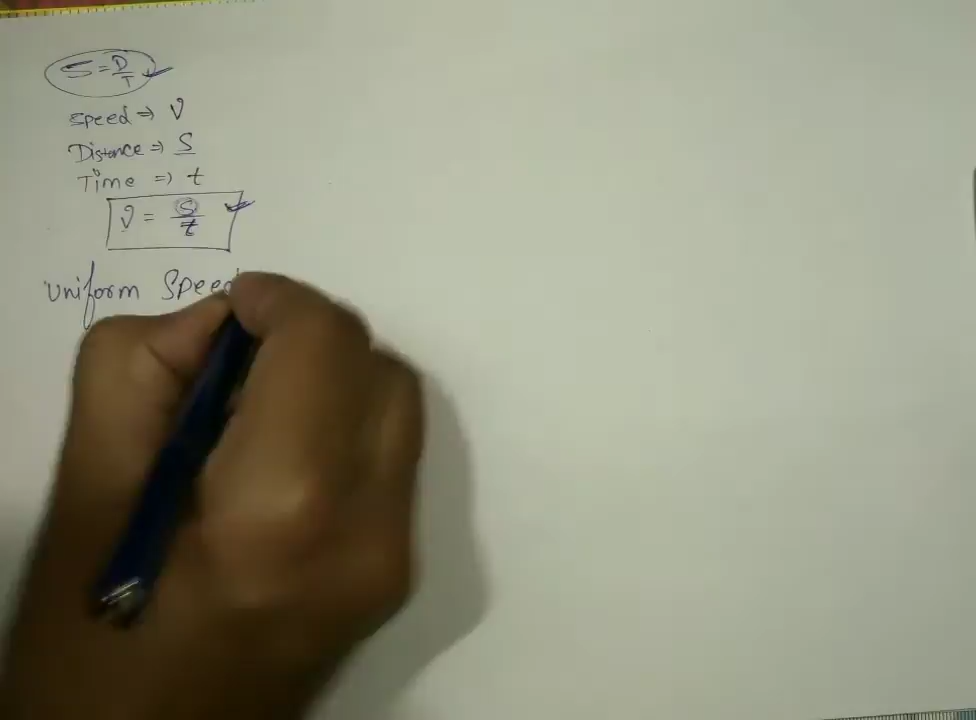 S = D/T
Speed => V
Distance => S
Time => t
V = s/t
Uniform Speed